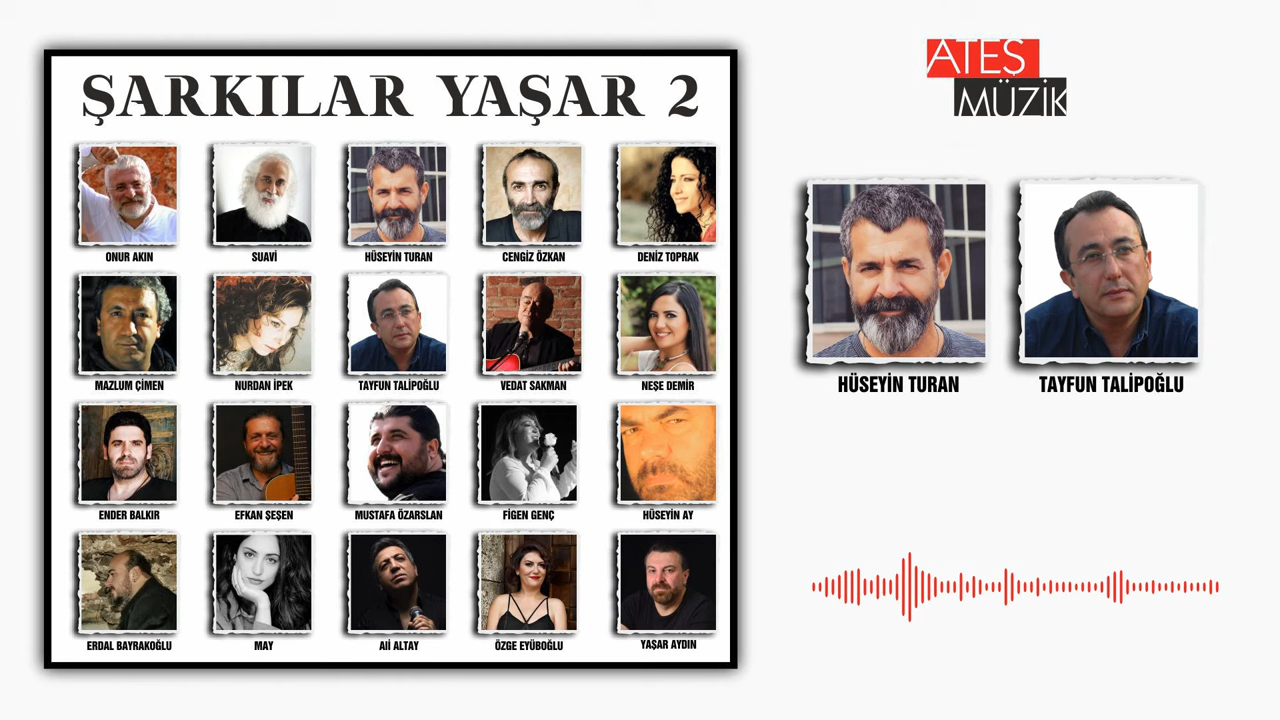 ŞARKILAR YAŞAR 2
ONUR AKIN
SUAVİ
HÜSEYİN TURAN
CENGİZ ÖZKAN
DENİZ TOPRAK
MAZLUM ÇİMEN
NURDAN İPEK
TAYFUN TALİPOĞLU
VEDAT SAKMAN
NEŞE DEMİR
ENDER BALKIR
EFKAN ŞEŞEN
MUSTAFA ÖZARSLAN
FİGEN GENÇ
HÜSEYİN AY
ERDAL BAYRAKOĞLU
MAY
Alİ ALTAY
ÖZGE EYÜBOĞLU
YAŞAR AYDIN
ATEŞ
MÜZİK
HÜSEYİN TURAN
TAYFUN TALİPOĞLU